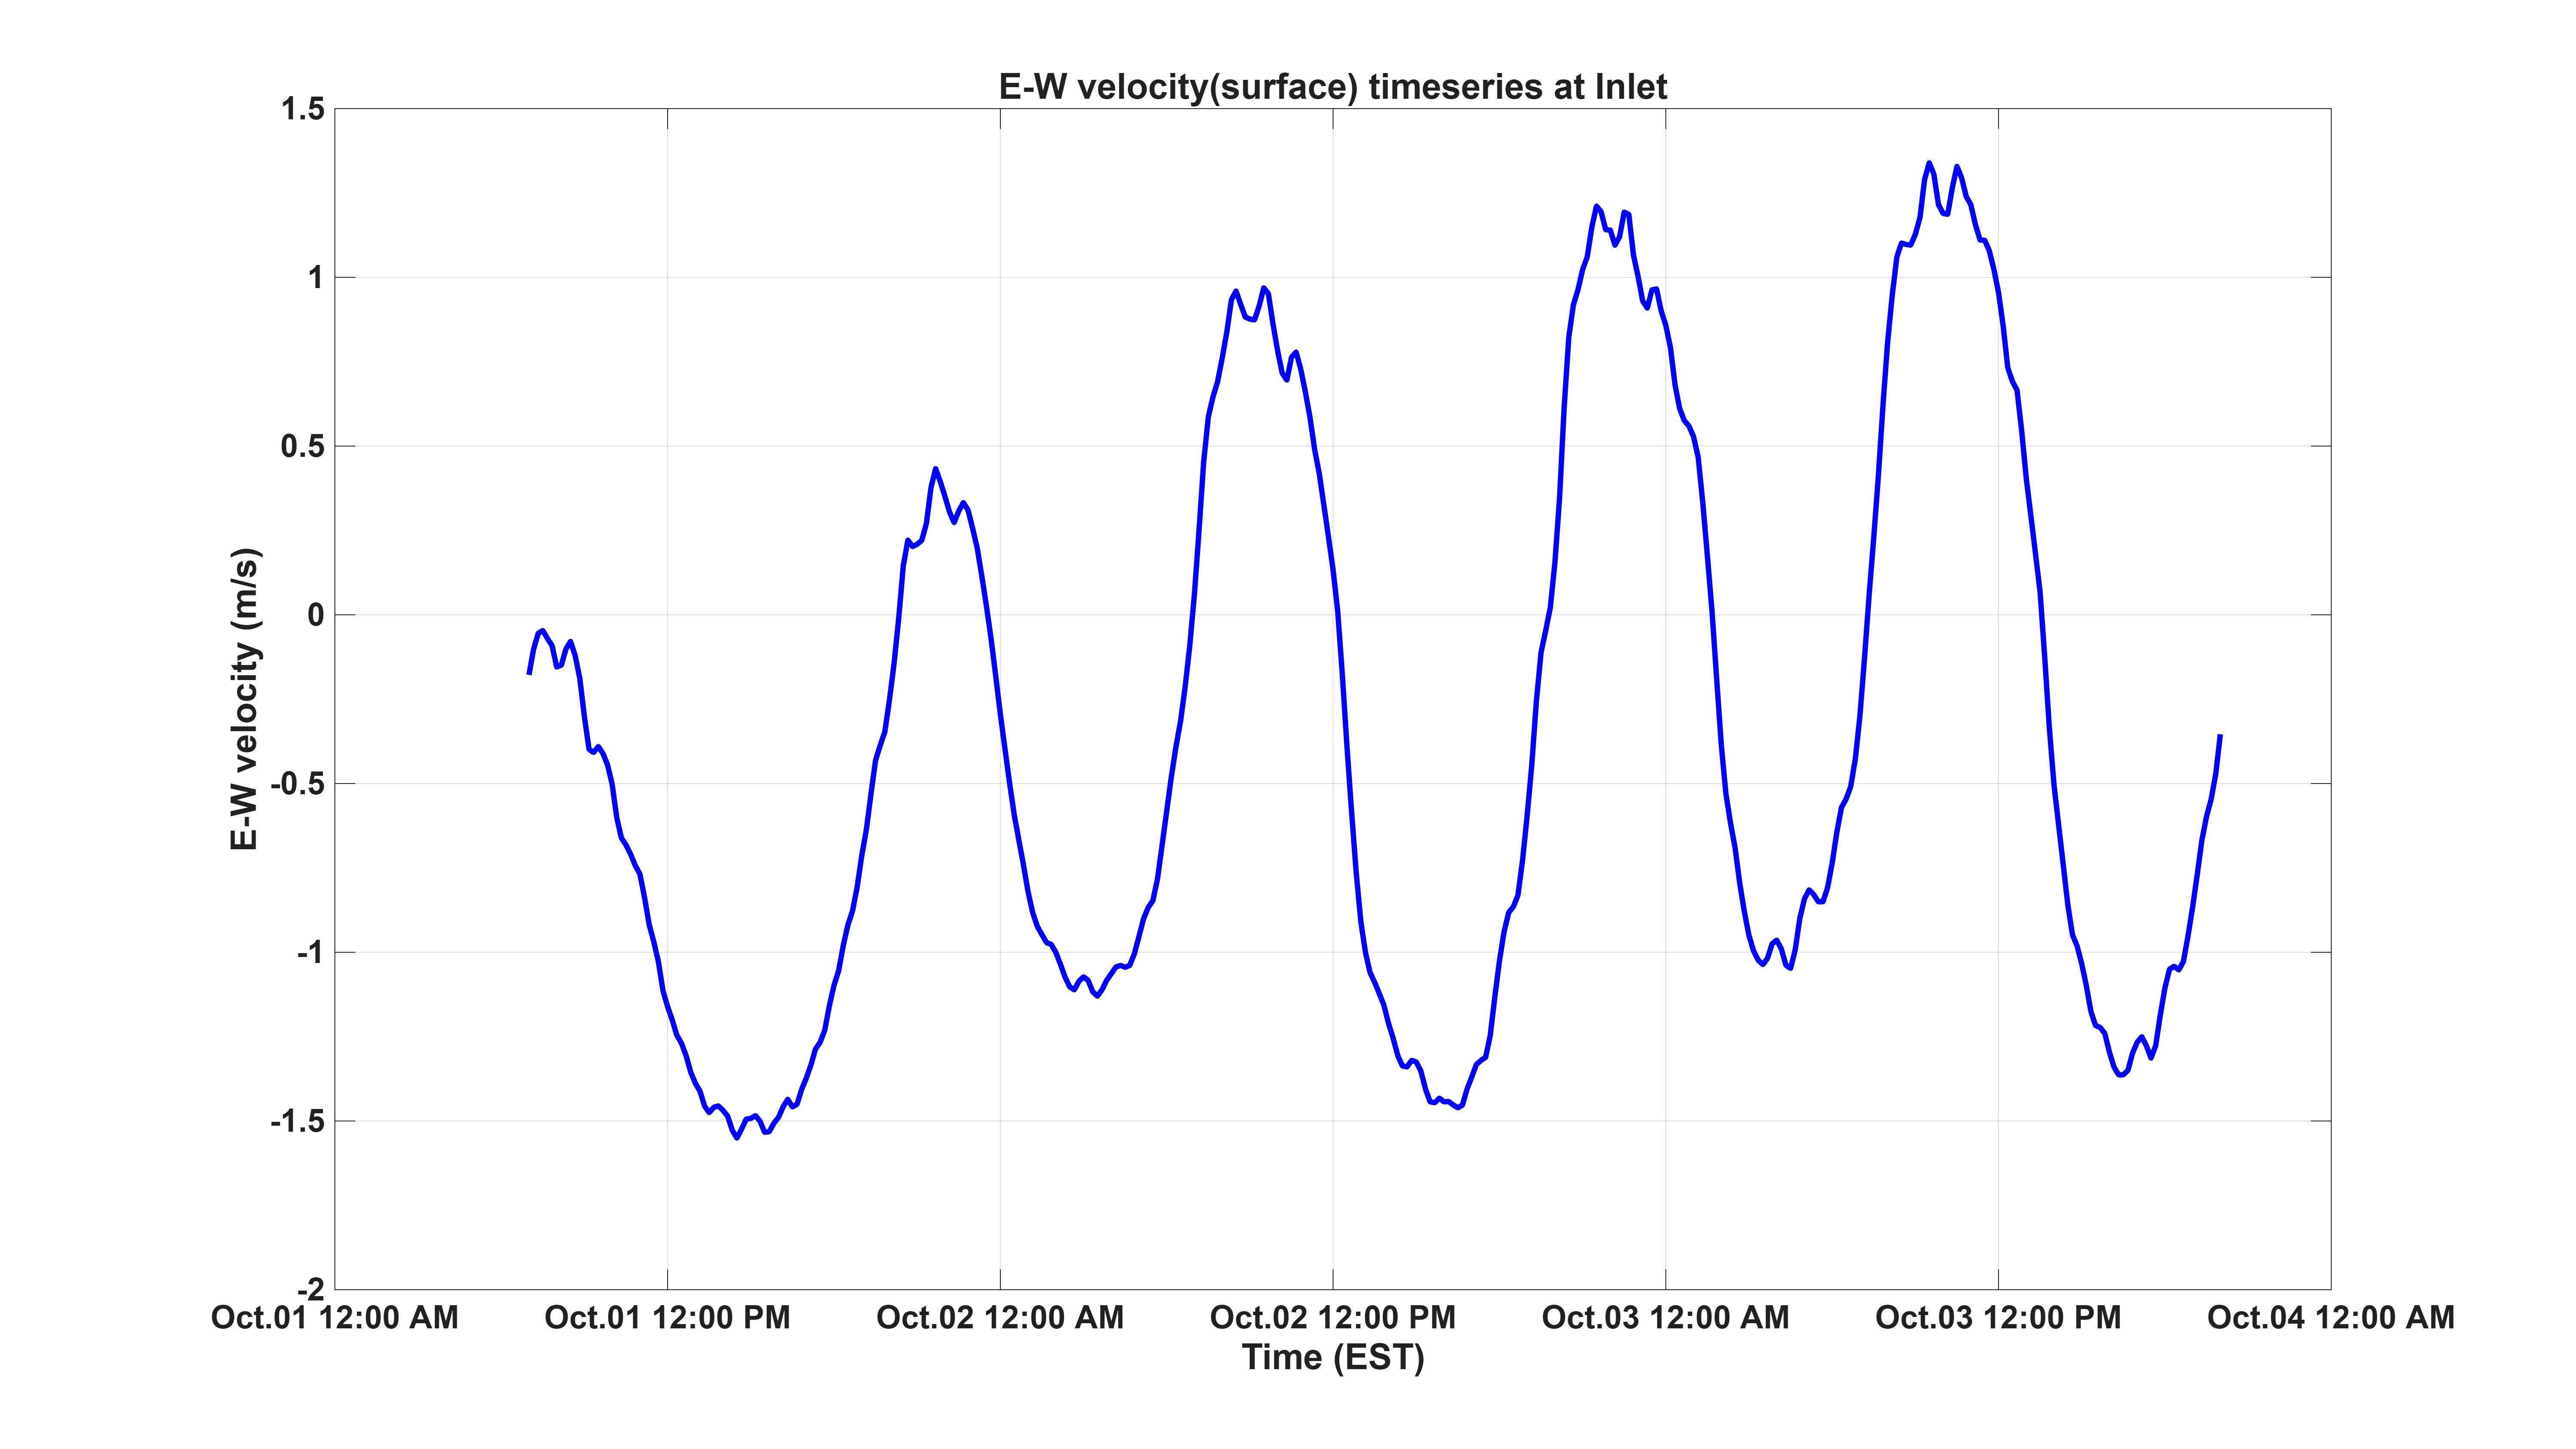 E-W velocity(surface) timeseries at Inlet
1.5
1
0.5
0
-0.5
-1
-1.5
-2
E-W velocity (m/s)
Oct.01 12:00 AM Oct.01 12:00 PM Oct.02 12:00 AM Oct.02 12:00 PM Oct.03 12:00 AM Oct.03 12:00 PM Oct.04 12:00 AM
Time (EST)